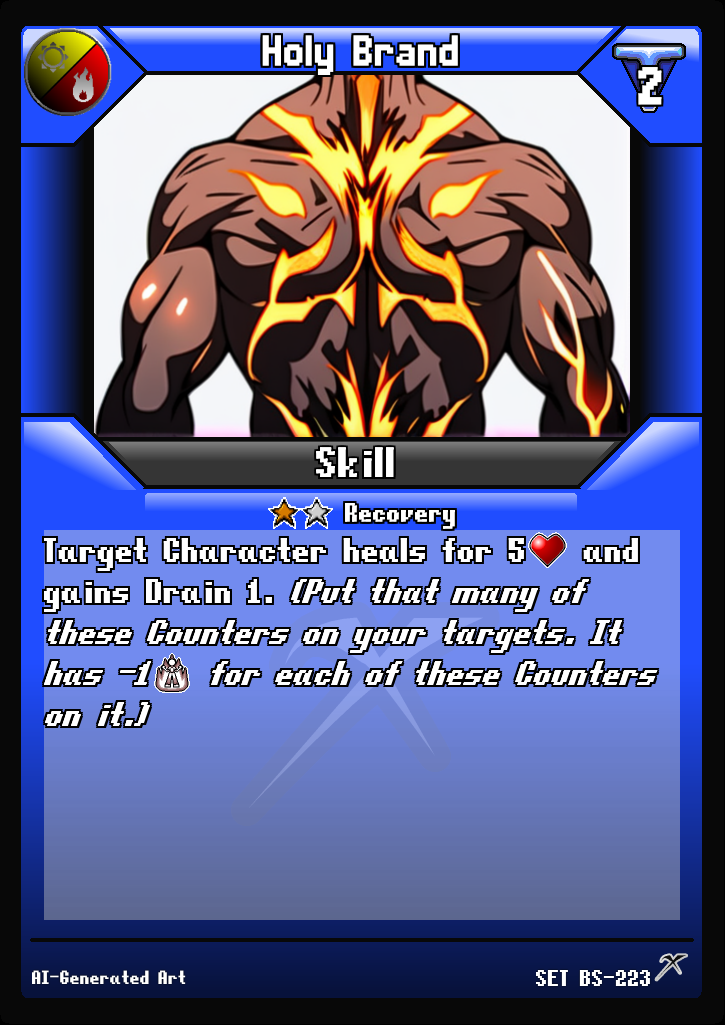 Holy Brand
2
Skill
Recovery
Target Character heals for 5 and
gains Drain 1. (Put that many of
these Counters on your targets. It
has -1 for each of these Counters
on it.)
AI-Generated Art
SET BS-223